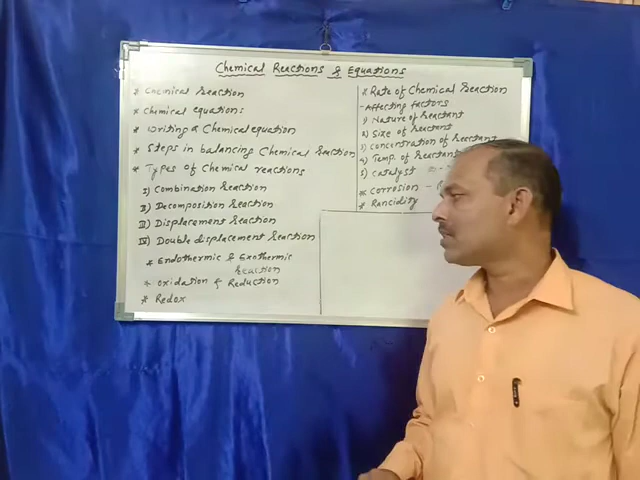 Chemical Reactions & Equations
* Chemical reaction
* Chemical equations
* Writing a Chemical equation
* Steps in balancing Chemical reaction
* Types of Chemical reactions
I) Combination reaction
II) Decomposition reaction
III) Displacement reaction
IV) Double displacement reaction
* Endothermic & Exothermic
reaction
* Oxidation & Reduction
* Redox
* Rate of Chemical reaction
- Affecting factors
1) Nature of reactant
2) Size of reactant
3) Concentration of reactant
4) Temp. of reactant
5) Catalyst
* Corrosion -
* Rancidity